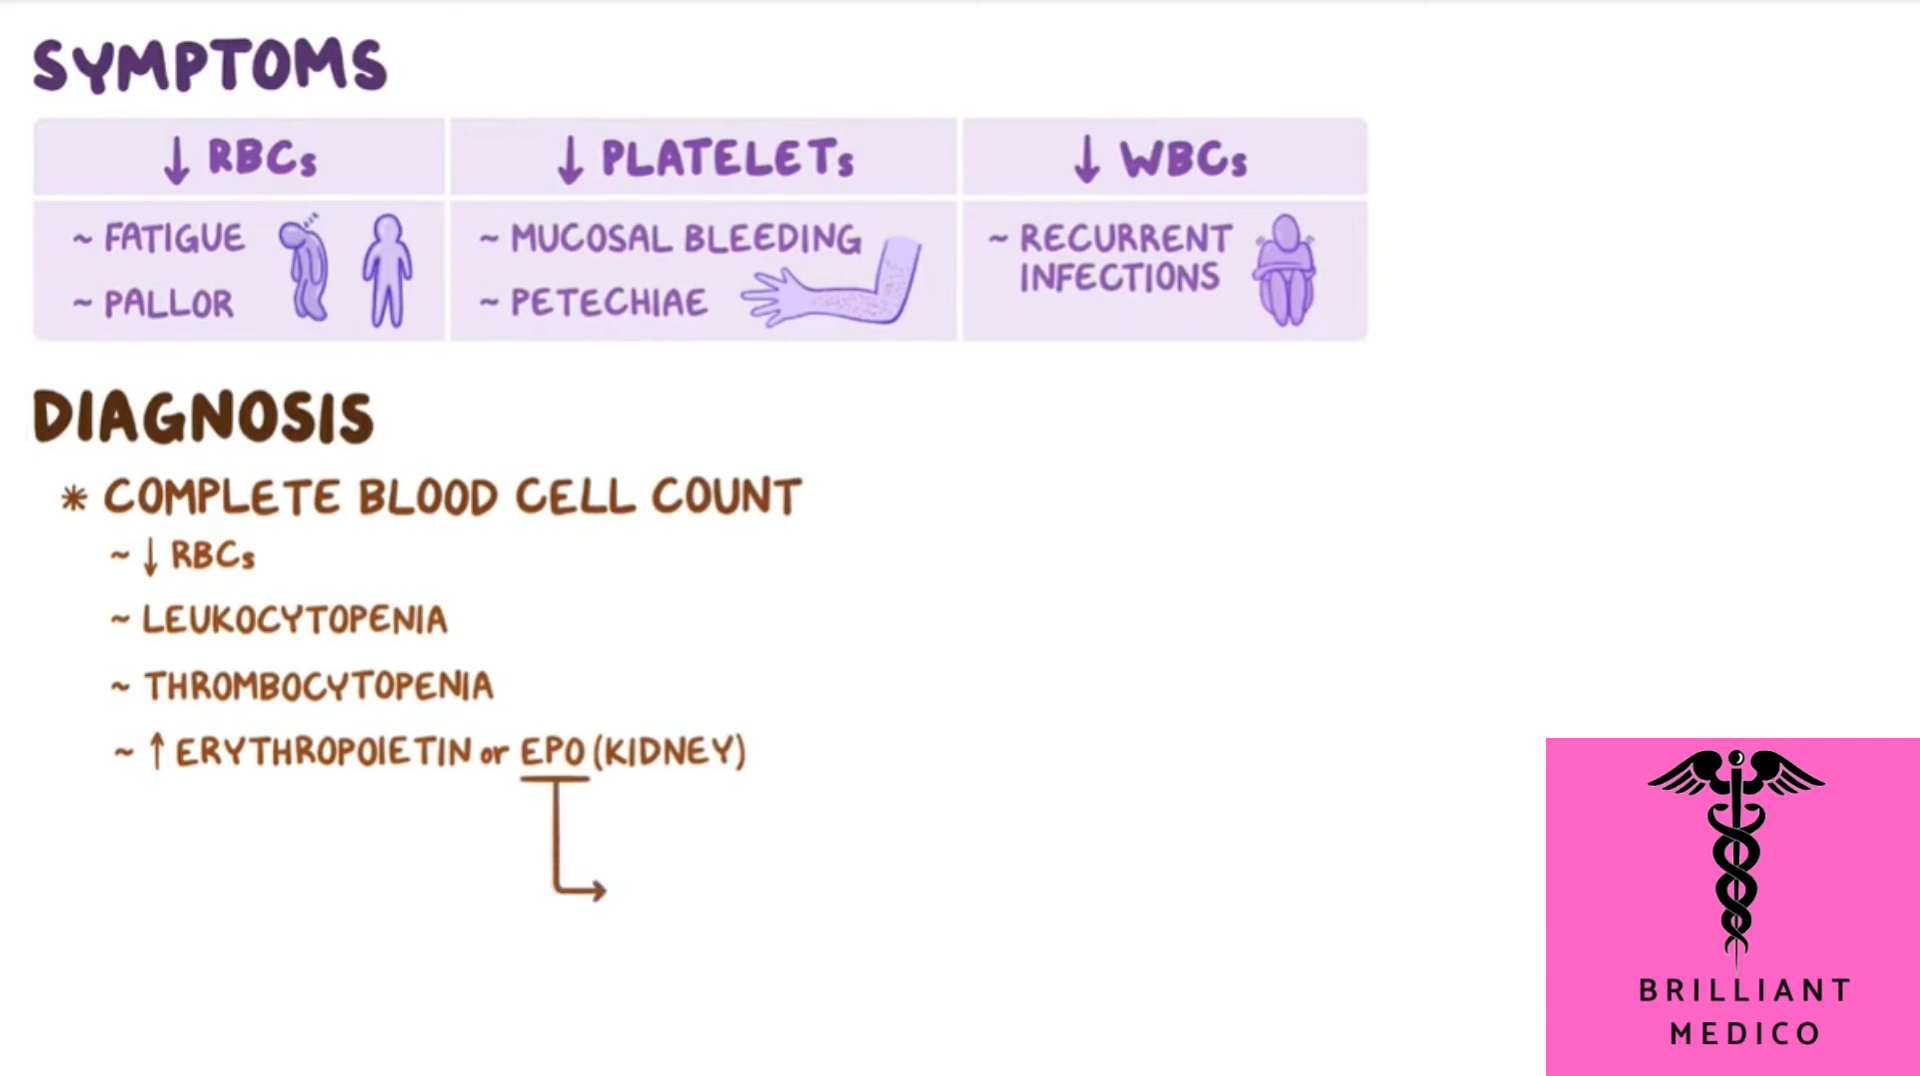 SYMPTOMS
↓ RBCs
↓ PLATELETs
↓ WBCs
~ FATIGUE
~ PALLOR
~ MUCOSAL BLEEDING
~ PETECHIAE
~ RECURRENT
INFECTIONS
DIAGNOSIS
* COMPLETE BLOOD CELL COUNT
~ ↓ RBCs
~ LEUKOCYTOPENIA
~ THROMBOCYTOPENIA
~ ↑ ERYTHROPOIETIN or EPO (KIDNEY)
BRILLIANT
MEDICO